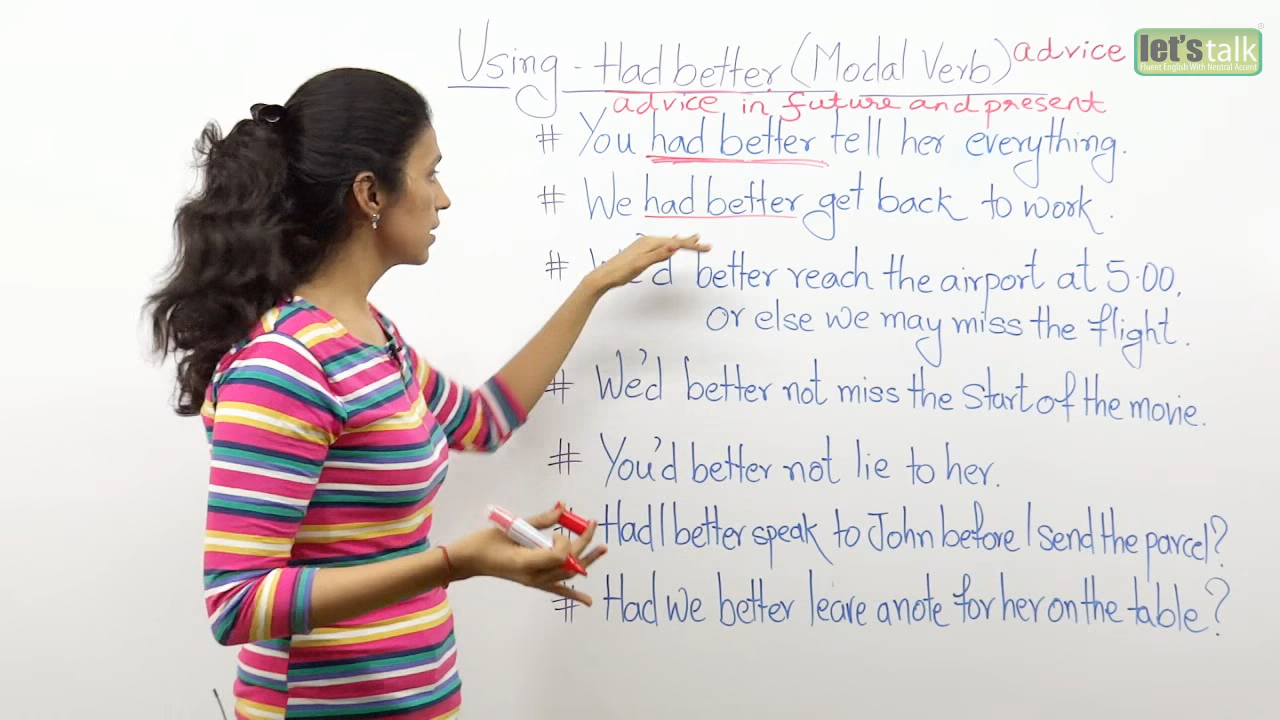 Using - Had better (Modal Verb) advice
advice in future and present
# You had better tell her everything.
# We had better get back to work.
# We'd better reach the airport at 5.00,
or else we may miss the flight.
# We'd better not miss the start of the movie.
# You'd better not lie to her.
# Had I better speak to John before I send the parcel?
# Had we better leave a note for her on the table?
let's talk
Fluent English With Neutral Accent